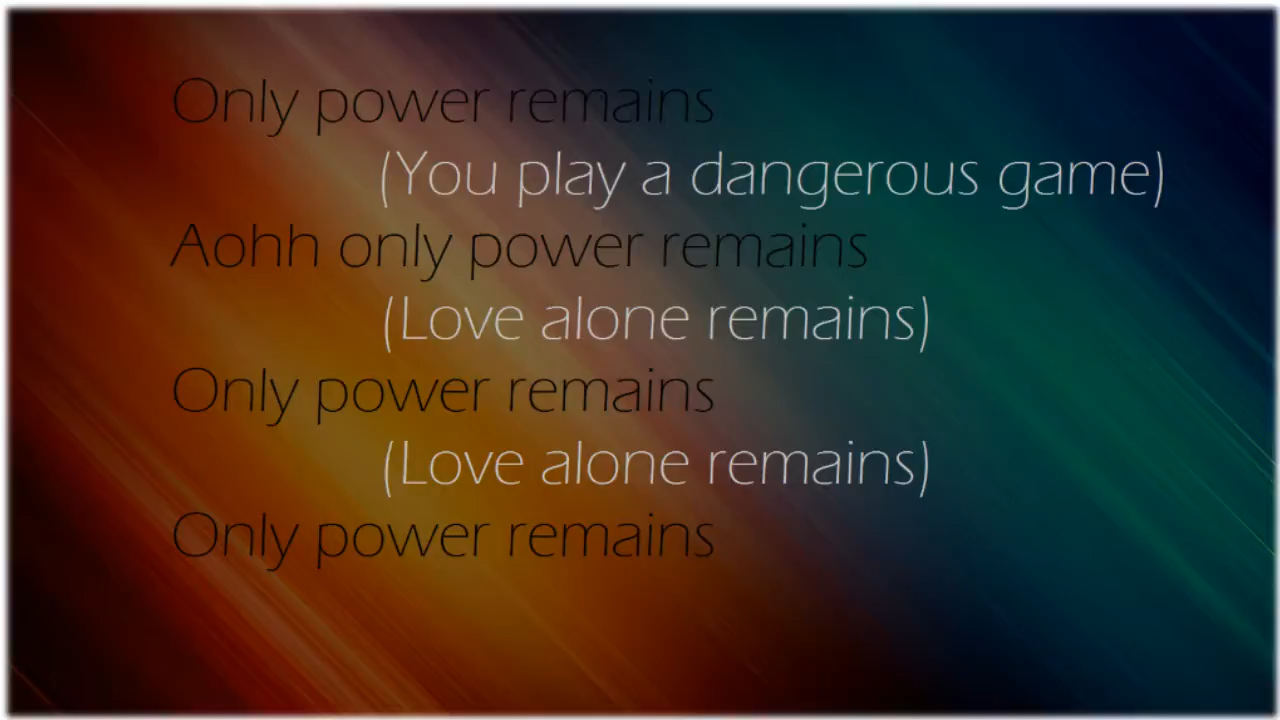 Only power remains
(You play a dangerous game)
Aohh only power remains
(Love alone remains)
Only power remains
(Love alone remains)
Only power remains